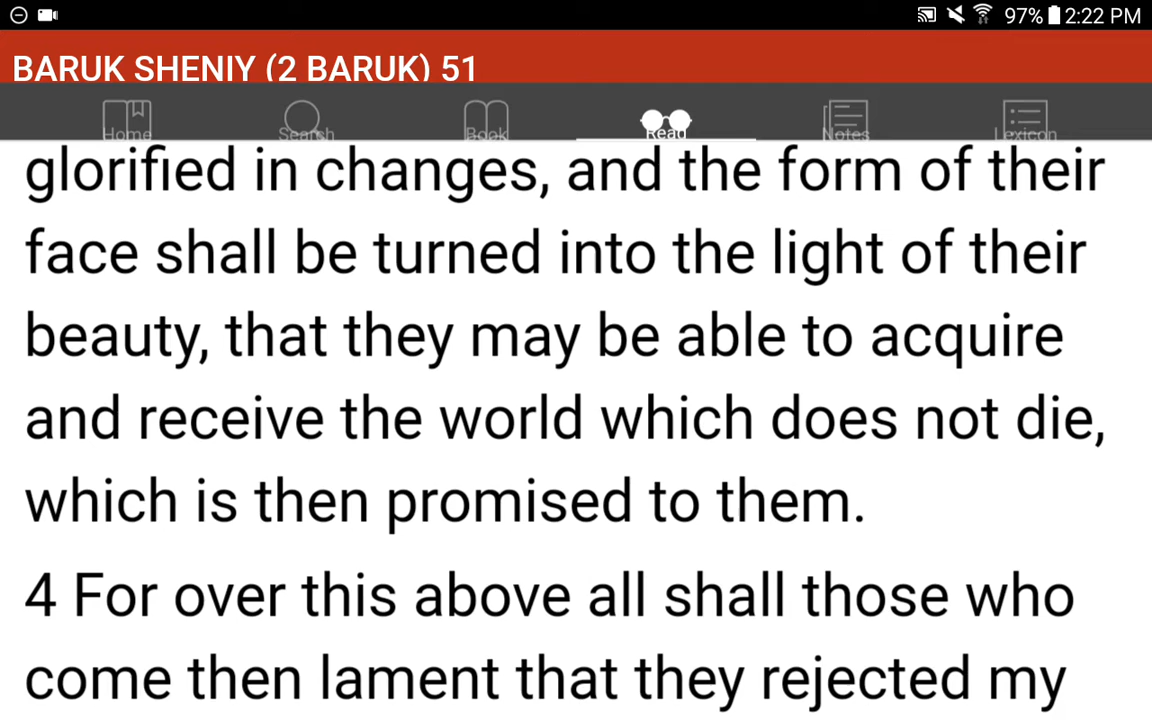 97% 2:22 PM
BARUK SHENIY (2 BARUK) 51
Home Search Book Read Notes Lexicon
glorified in changes, and the form of their
face shall be turned into the light of their
beauty, that they may be able to acquire
and receive the world which does not die,
which is then promised to them.
4 For over this above all shall those who
come then lament that they rejected my